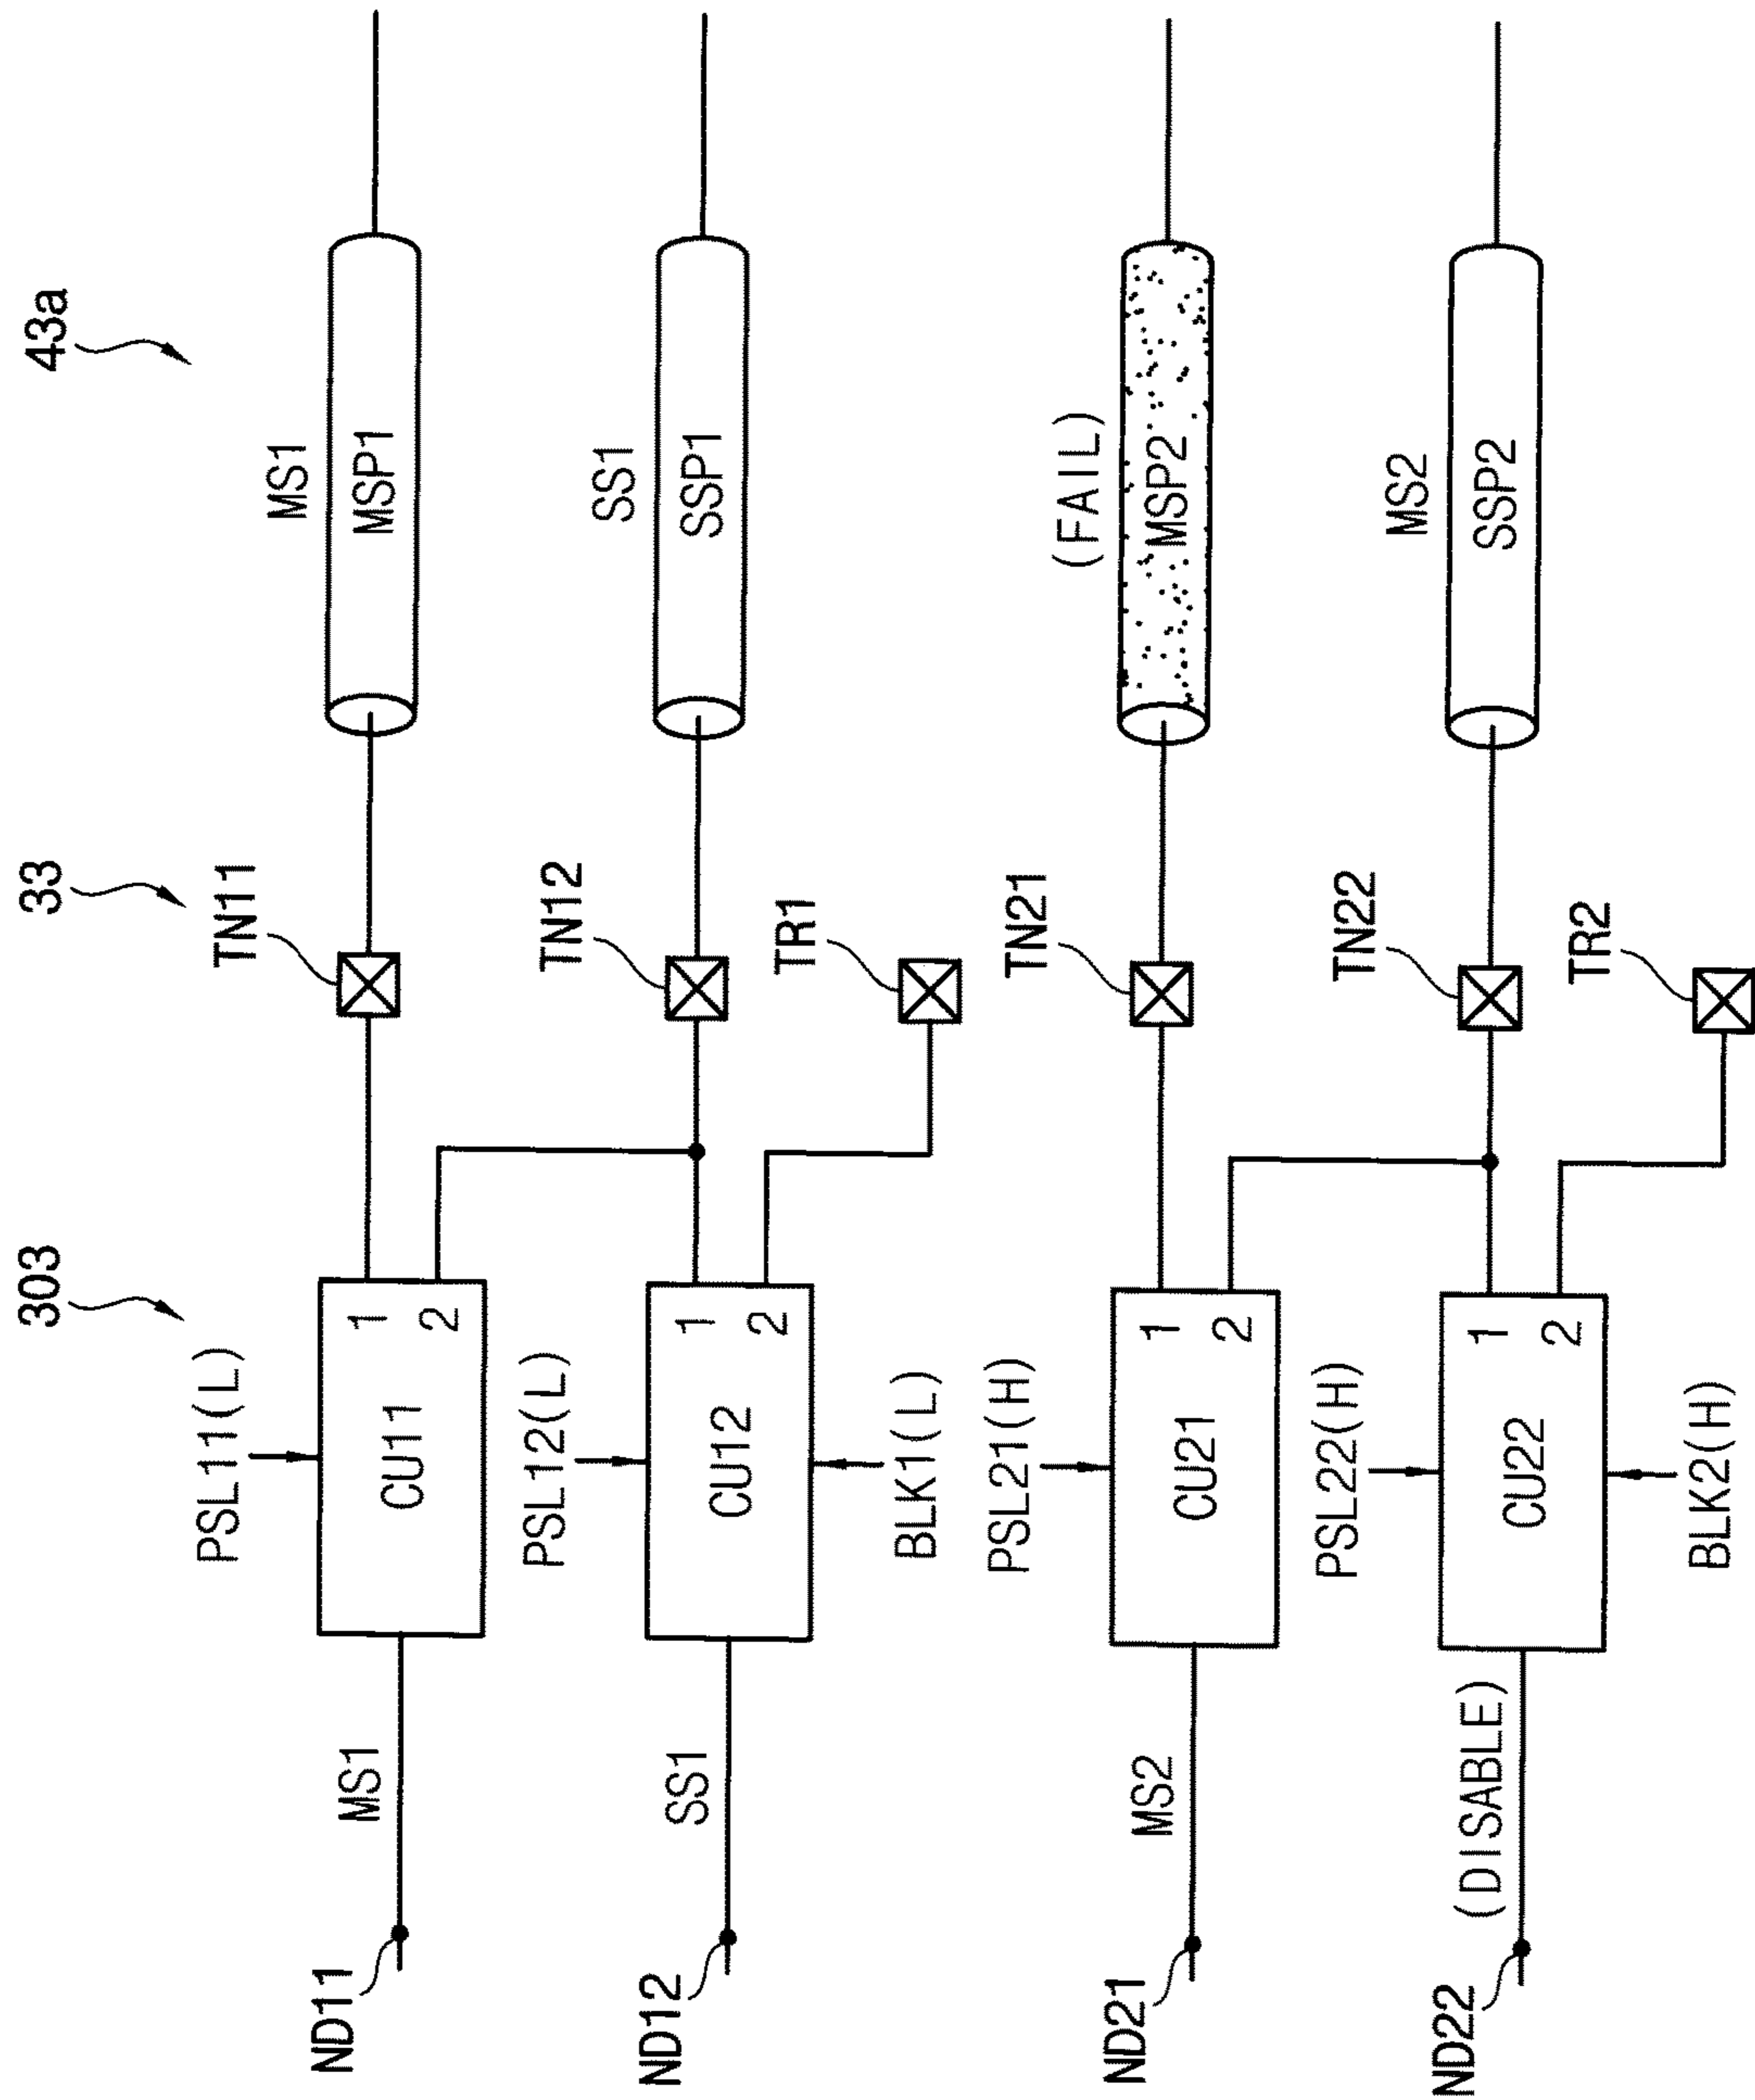 303
33
43a
PSL11(L)
TN11
MS1
ND11
MS1
CU11
1
2
MSP1
PSL12(L)
TN12
SS1
ND12
SS1
CU12
1
2
SSP1
BLK1(L)
TR1
PSL21(H)
TN21
(FAIL)
ND21
MS2
CU21
1
2
MSP2
PSL22(H)
TN22
MS2
ND22
(DISABLE)
CU22
1
2
SSP2
BLK2(H)
TR2